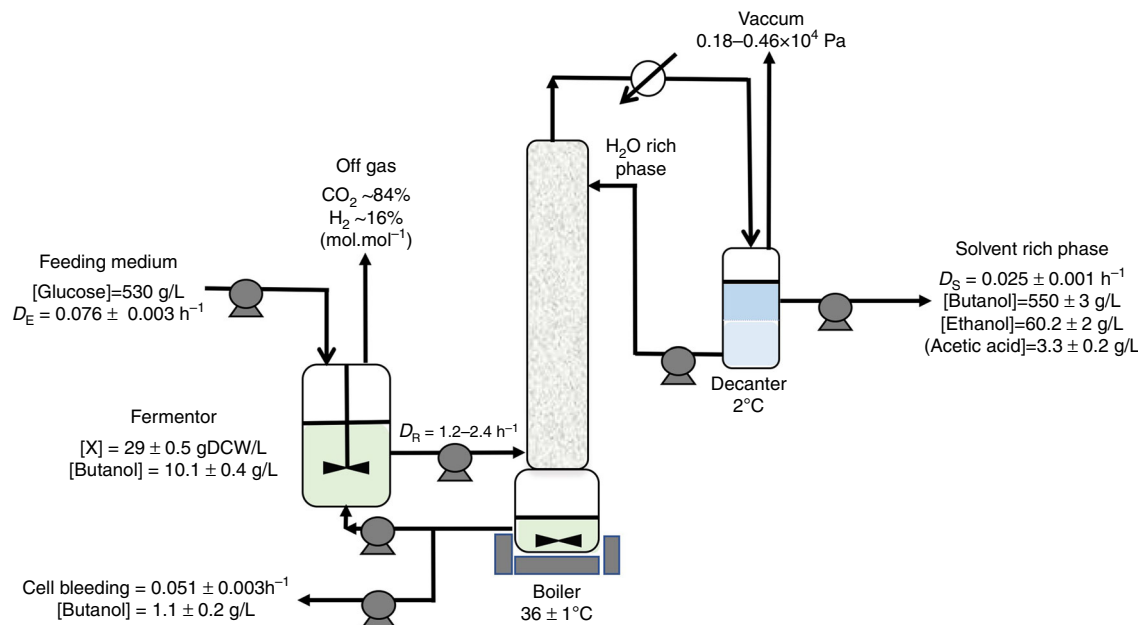 Vaccum
0.18–0.46×10⁴ Pa
H₂O rich
phase
Off gas
CO₂ ~84%
H₂ ~16%
(mol.mol⁻¹)
Feeding medium
[Glucose]=530 g/L
D_E = 0.076 ± 0.003 h⁻¹
Solvent rich phase
D_S = 0.025 ± 0.001 h⁻¹
[Butanol]=550 ± 3 g/L
[Ethanol]=60.2 ± 2 g/L
(Acetic acid]=3.3 ± 0.2 g/L
Decanter
2°C
Fermentor
[X] = 29 ± 0.5 gDCW/L
[Butanol] = 10.1 ± 0.4 g/L
D_R = 1.2–2.4 h⁻¹
Cell bleeding = 0.051 ± 0.003h⁻¹
[Butanol] = 1.1 ± 0.2 g/L
Boiler
36 ± 1°C